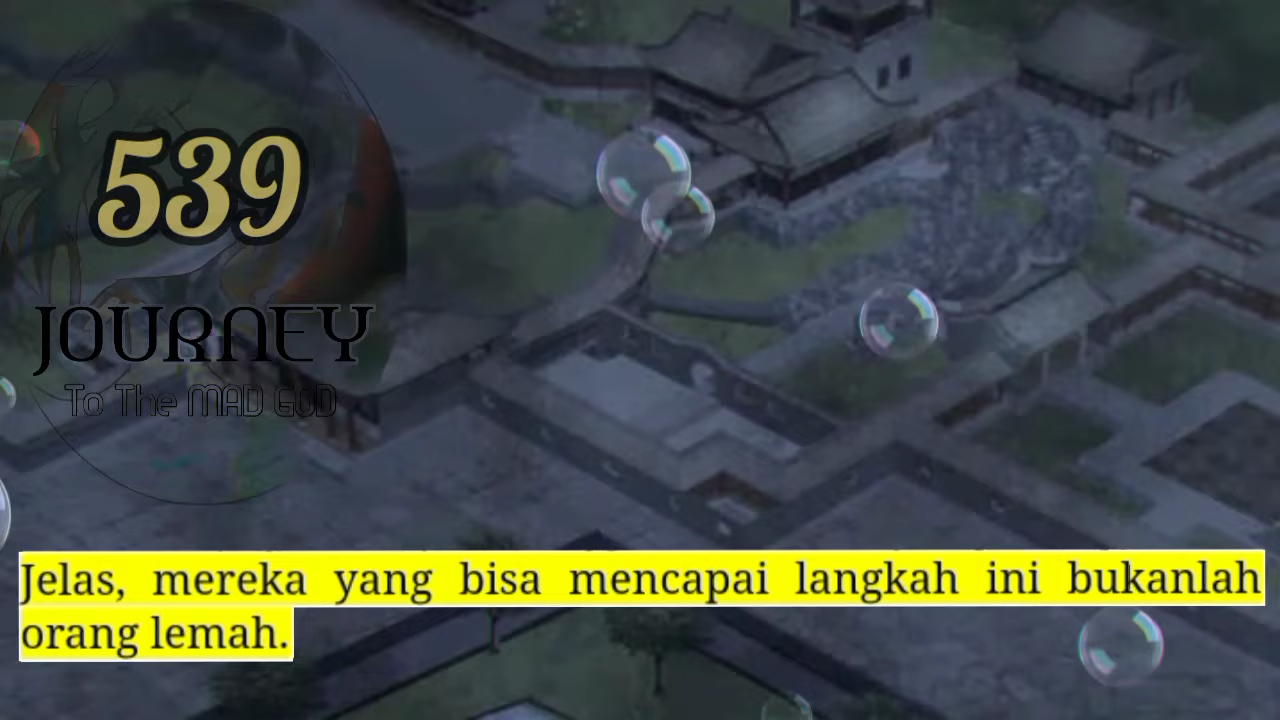 539
JOURNEY
To The MAD GOD
Jelas, mereka yang bisa mencapai langkah ini bukanlah
orang lemah.